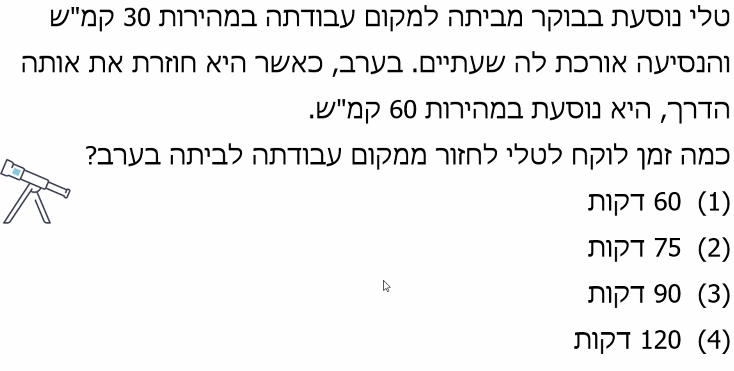 טלי נוסעת בבוקר מביתה למקום עבודתה במהירות 30 קמ"ש
והנסיעה אורכת לה שעתיים. בערב, כאשר היא חוזרת את אותה
הדרך, היא נוסעת במהירות 60 קמ"ש.
כמה זמן לוקח לטלי לחזור ממקום עבודתה לביתה בערב?
(1) 60 דקות
(2) 75 דקות
(3) 90 דקות
(4) 120 דקות